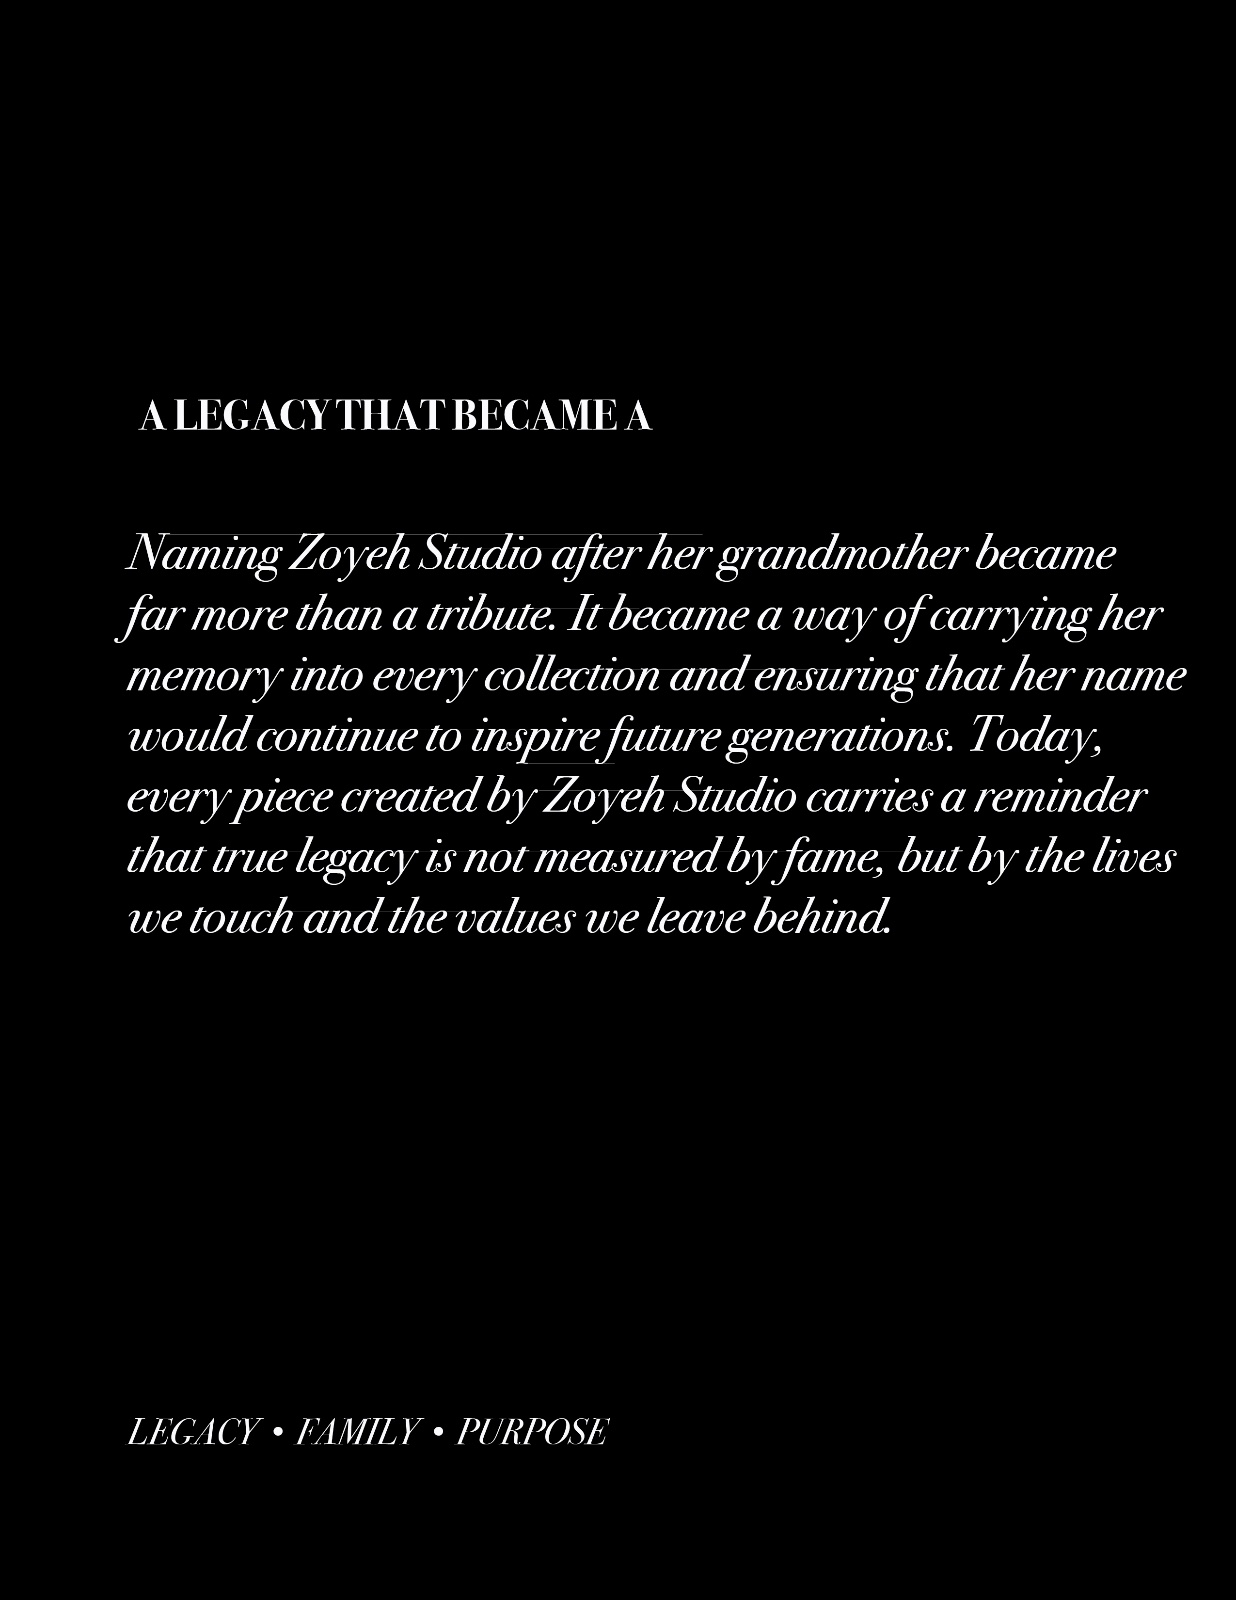 A LEGACY THAT BECAME A
Naming Zoyeh Studio after her grandmother became
far more than a tribute. It became a way of carrying her
memory into every collection and ensuring that her name
would continue to inspire future generations. Today,
every piece created by Zoyeh Studio carries a reminder
that true legacy is not measured by fame, but by the lives
we touch and the values we leave behind.
LEGACY • FAMILY • PURPOSE